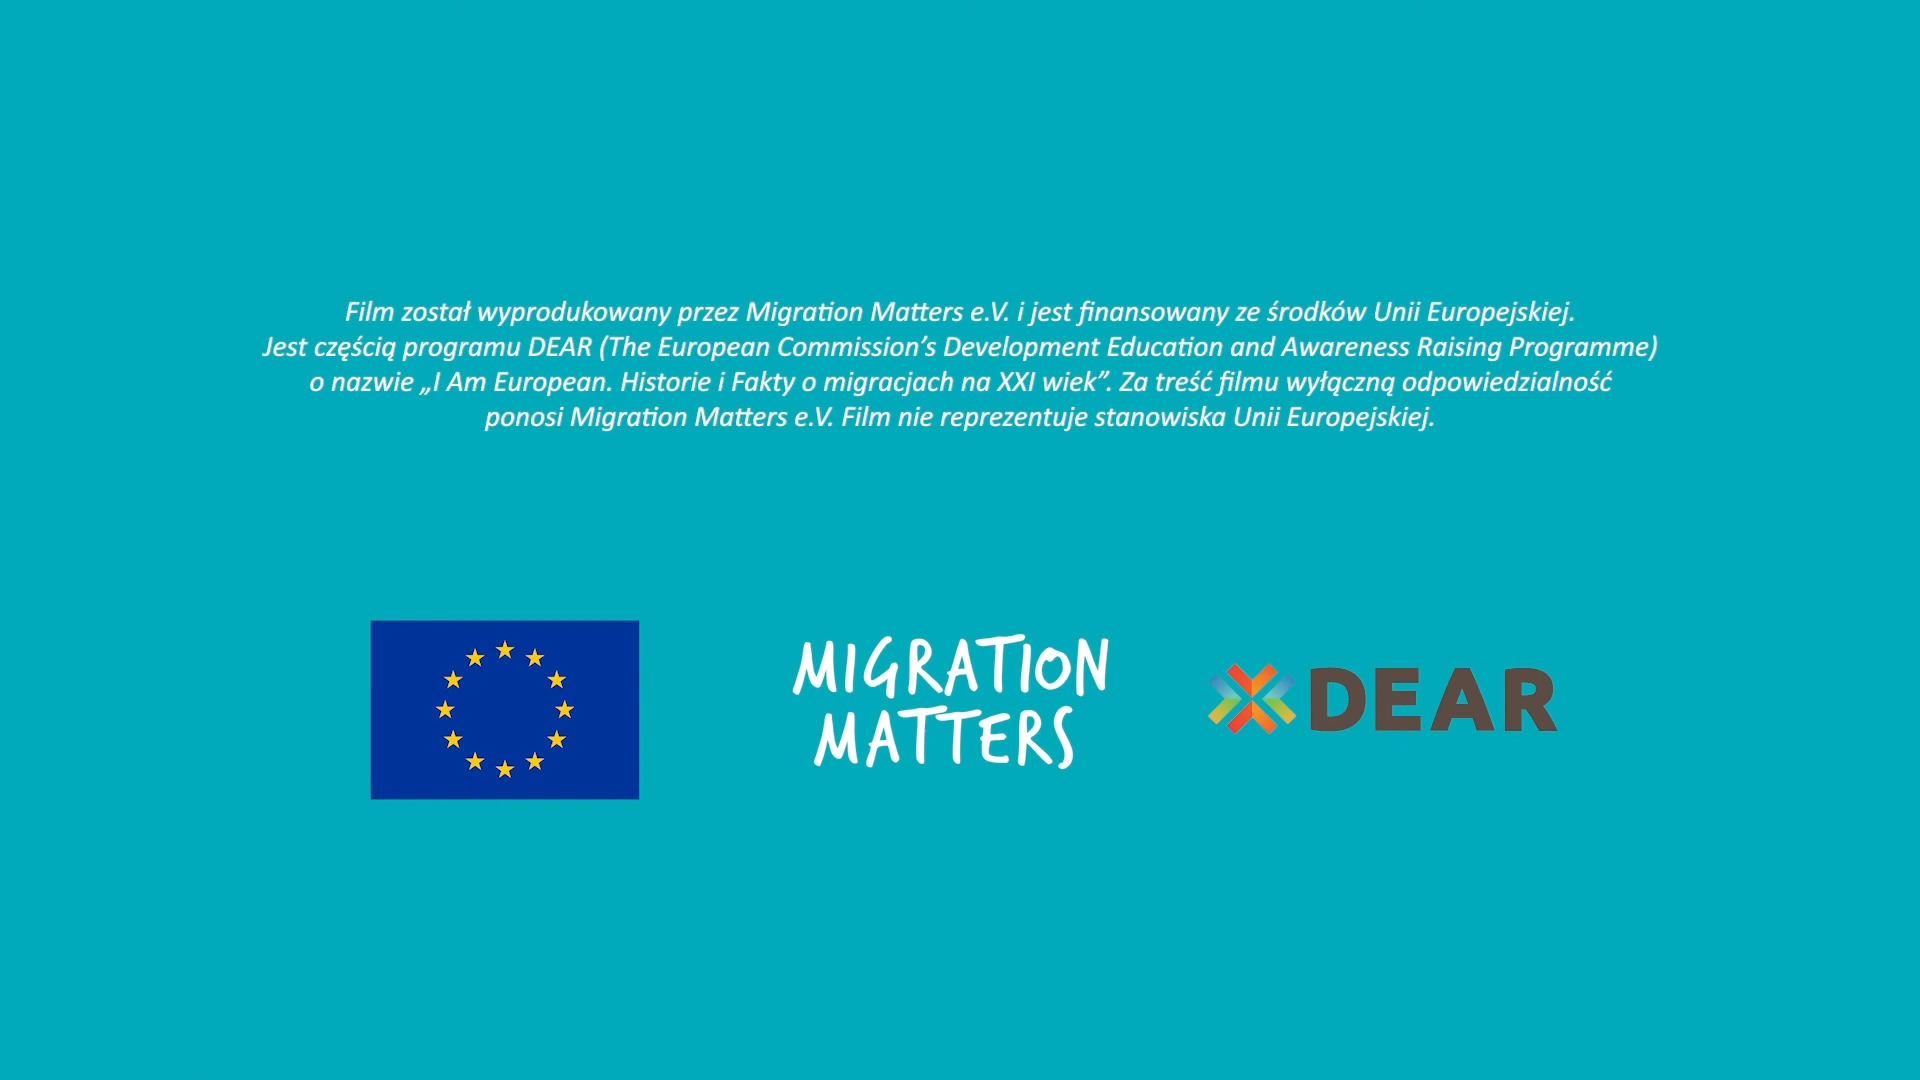 Film został wyprodukowany przez Migration Matters e.V. i jest finansowany ze środków Unii Europejskiej.
Jest częścią programu DEAR (The European Commission’s Development Education and Awareness Raising Programme)
o nazwie „I Am European. Historie i Fakty o migracjach na XXI wiek”. Za treść filmu wyłączną odpowiedzialność
ponosi Migration Matters e.V. Film nie reprezentuje stanowiska Unii Europejskiej.
MIGRATION
MATTERS
DEAR